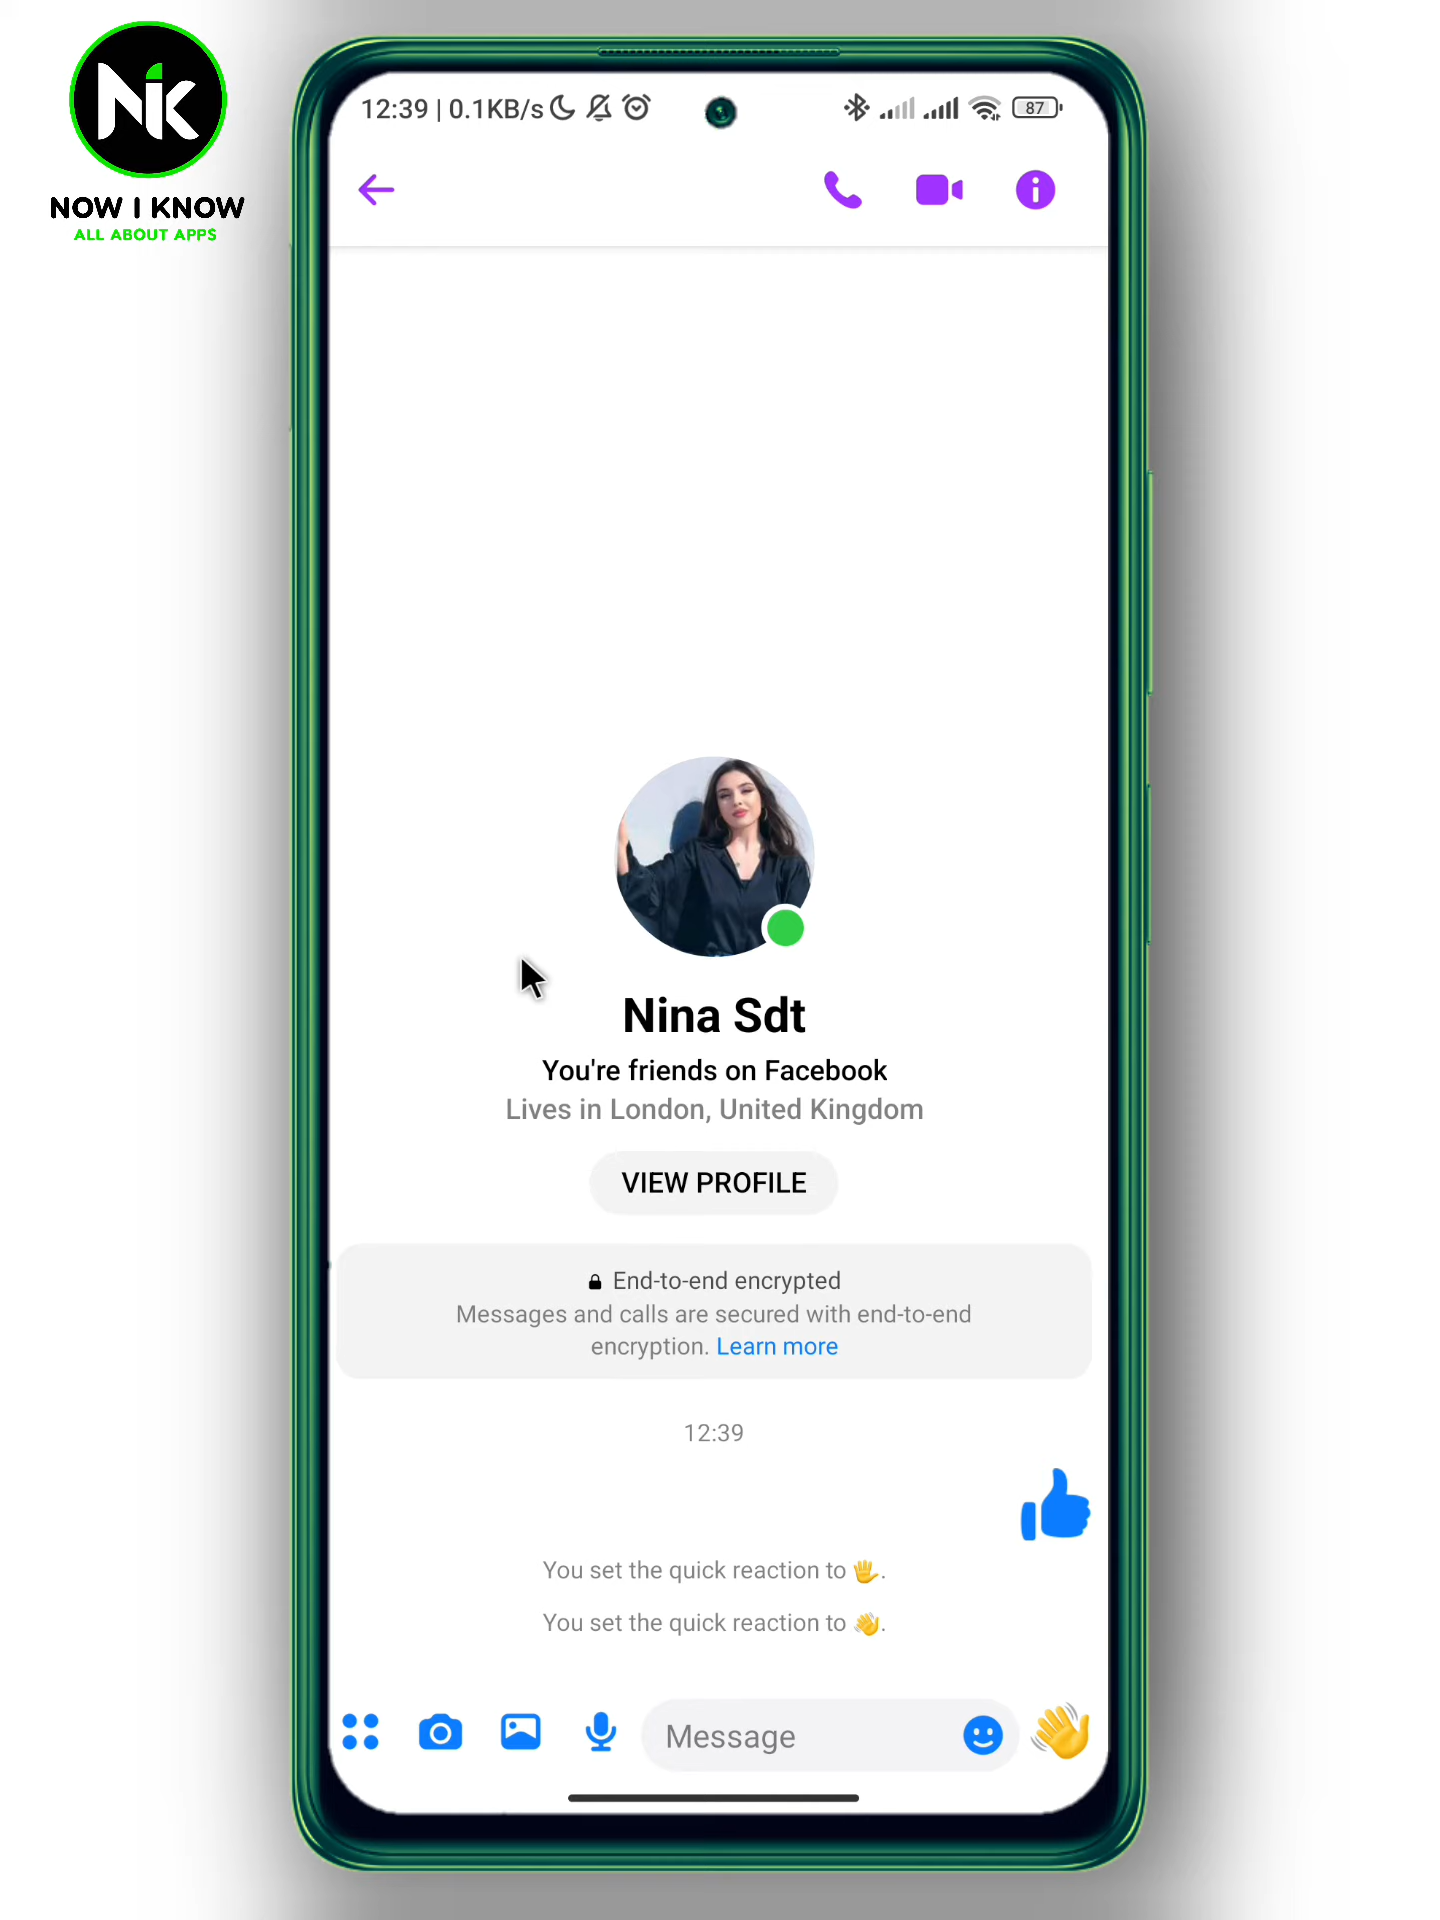 NiK
NOW I KNOW
ALL ABOUT APPS
12:39 | 0.1KB/s
87
Nina Sdt
You're friends on Facebook
Lives in London, United Kingdom
VIEW PROFILE
End-to-end encrypted
Messages and calls are secured with end-to-end
encryption. Learn more
12:39
You set the quick reaction to 🖐.
You set the quick reaction to 👋.
Message